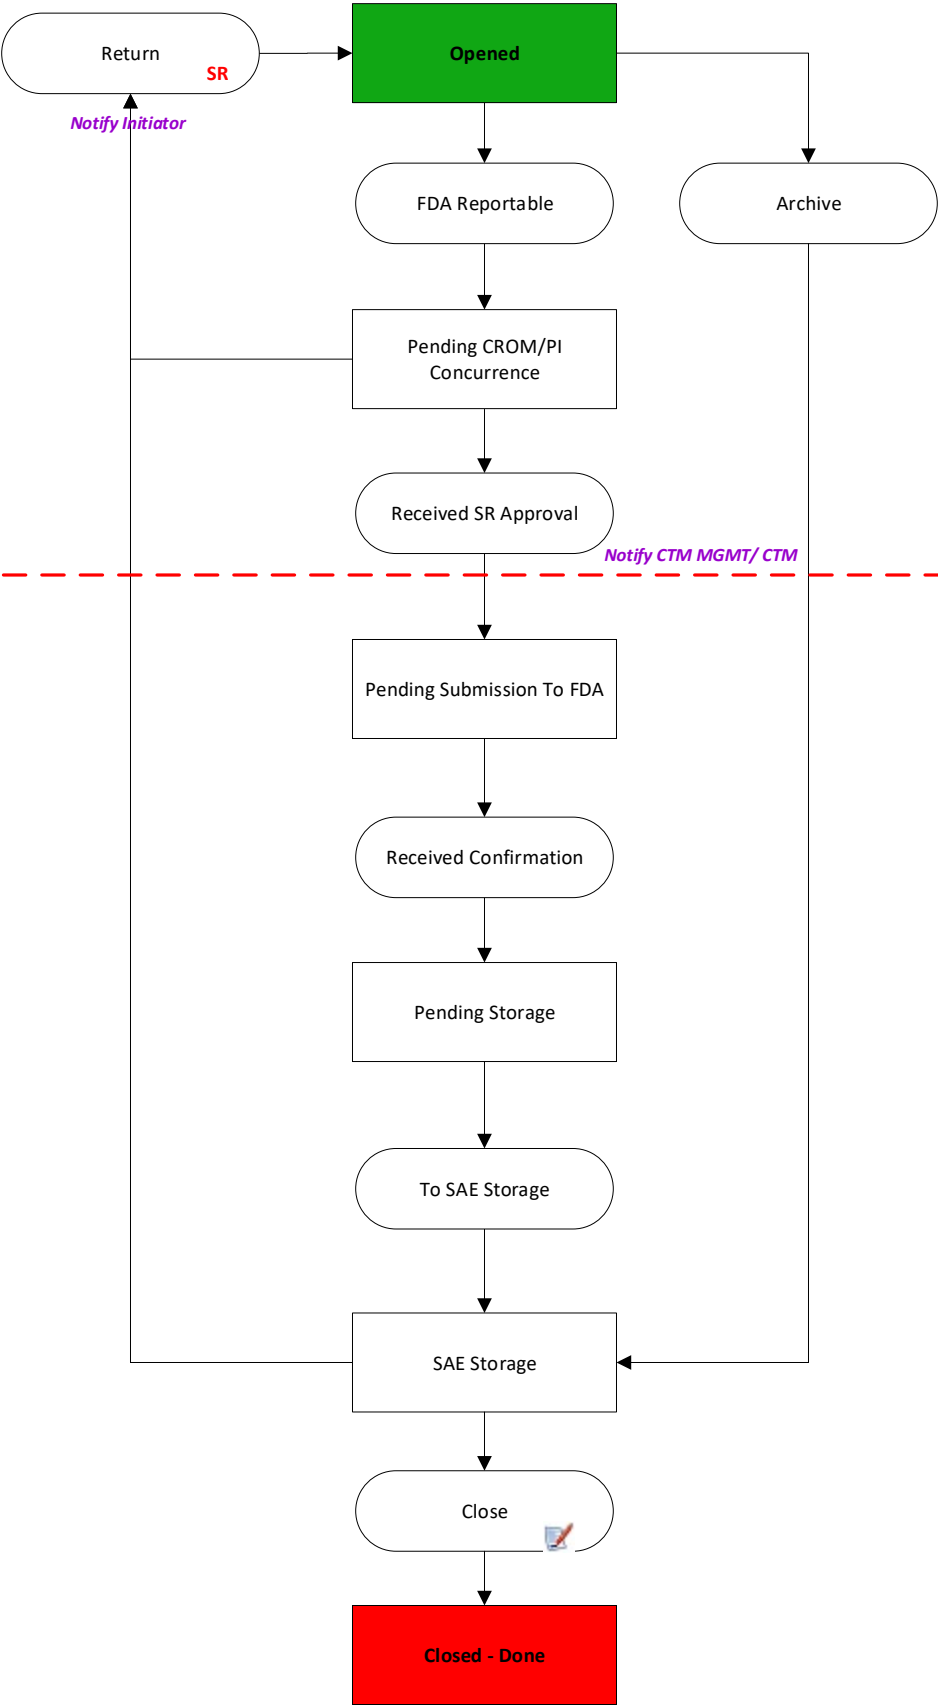 Return
SR
Opened
Notify Initiator
FDA Reportable
Archive
Pending CROM/PI
Concurrence
Received SR Approval
Notify CTM MGMT/ CTM
Pending Submission To FDA
Received Confirmation
Pending Storage
To SAE Storage
SAE Storage
Close
Closed - Done